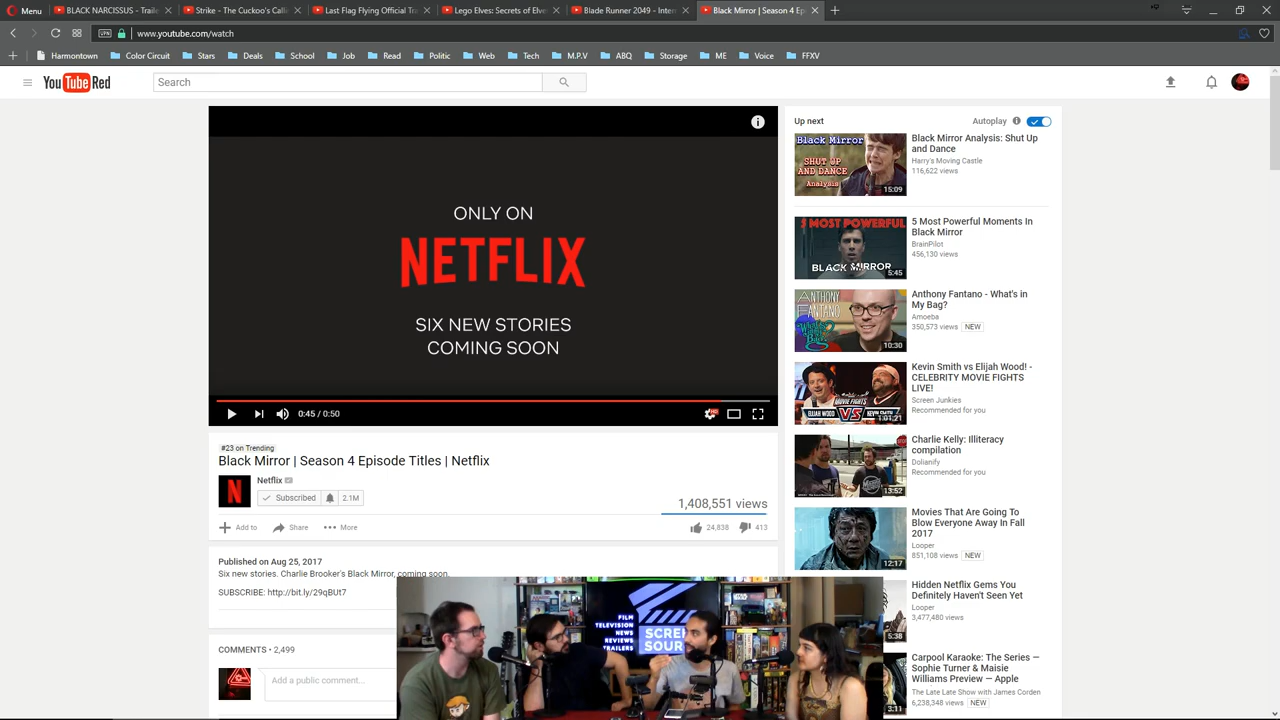 Menu
BLACK NARCISSUS - Traile
Strike - The Cuckoo's Calli
Last Flag Flying Official Tr
Lego Elves: Secrets of Elve
Blade Runner 2049 - Intern
Black Mirror | Season 4 Ep
VPN
www.youtube.com/watch
Harmontown
Color Circuit
Stars
Deals
School
Read
Politic
Web
Tech
M.P.V
ABQ
Storage
ME
Voice
FFXV
YouTube Red
Search
ONLY ON
NETFLIX
SIX NEW STORIES
COMING SOON
0:45 / 0:50
#23 on Trending
Black Mirror | Season 4 Episode Titles | Netflix
N
Netflix
Subscribed
2.1M
1,408,551 views
Add to
Share
More
24,838
413
Published on Aug 25, 2017
Six new stories. Charlie Brooker's Black Mirror, coming soon.
SUBSCRIBE: http://bit.ly/29qBUt7
COMMENTS • 2,499
Add a public comment...
FILM
TELEVISION
NEWS
REVIEWS
TRAILERS
SCREEN
SOUR
Up next
Autoplay
Black Mirror
SHUT UP
AND DANCE
Analysis
15:09
Black Mirror Analysis: Shut Up
and Dance
Harry's Moving Castle
116,622 views
5 MOST POWERFUL
BLACK MIRROR
5:45
5 Most Powerful Moments In
Black Mirror
BrainPilot
456,130 views
ANTHONY
FANTANO
10:30
Anthony Fantano - What's in
My Bag?
Amoeba
350,573 views NEW
ELIJAH WOOD
MOVIE FIGHTS
VS
KEVIN SMITH
1:01:21
Kevin Smith vs Elijah Wood! -
CELEBRITY MOVIE FIGHTS
LIVE!
Screen Junkies
Recommended for you
13:52
Charlie Kelly: Illiteracy
compilation
Dolianify
Recommended for you
12:17
Movies That Are Going To
Blow Everyone Away In Fall
2017
Looper
851,108 views NEW
5:38
Hidden Netflix Gems You
Definitely Haven't Seen Yet
Looper
3,477,480 views
3:11
Carpool Karaoke: The Series —
Sophie Turner & Maisie
Williams Preview — Apple
The Late Late Show with James Corden
6,238,348 views NEW